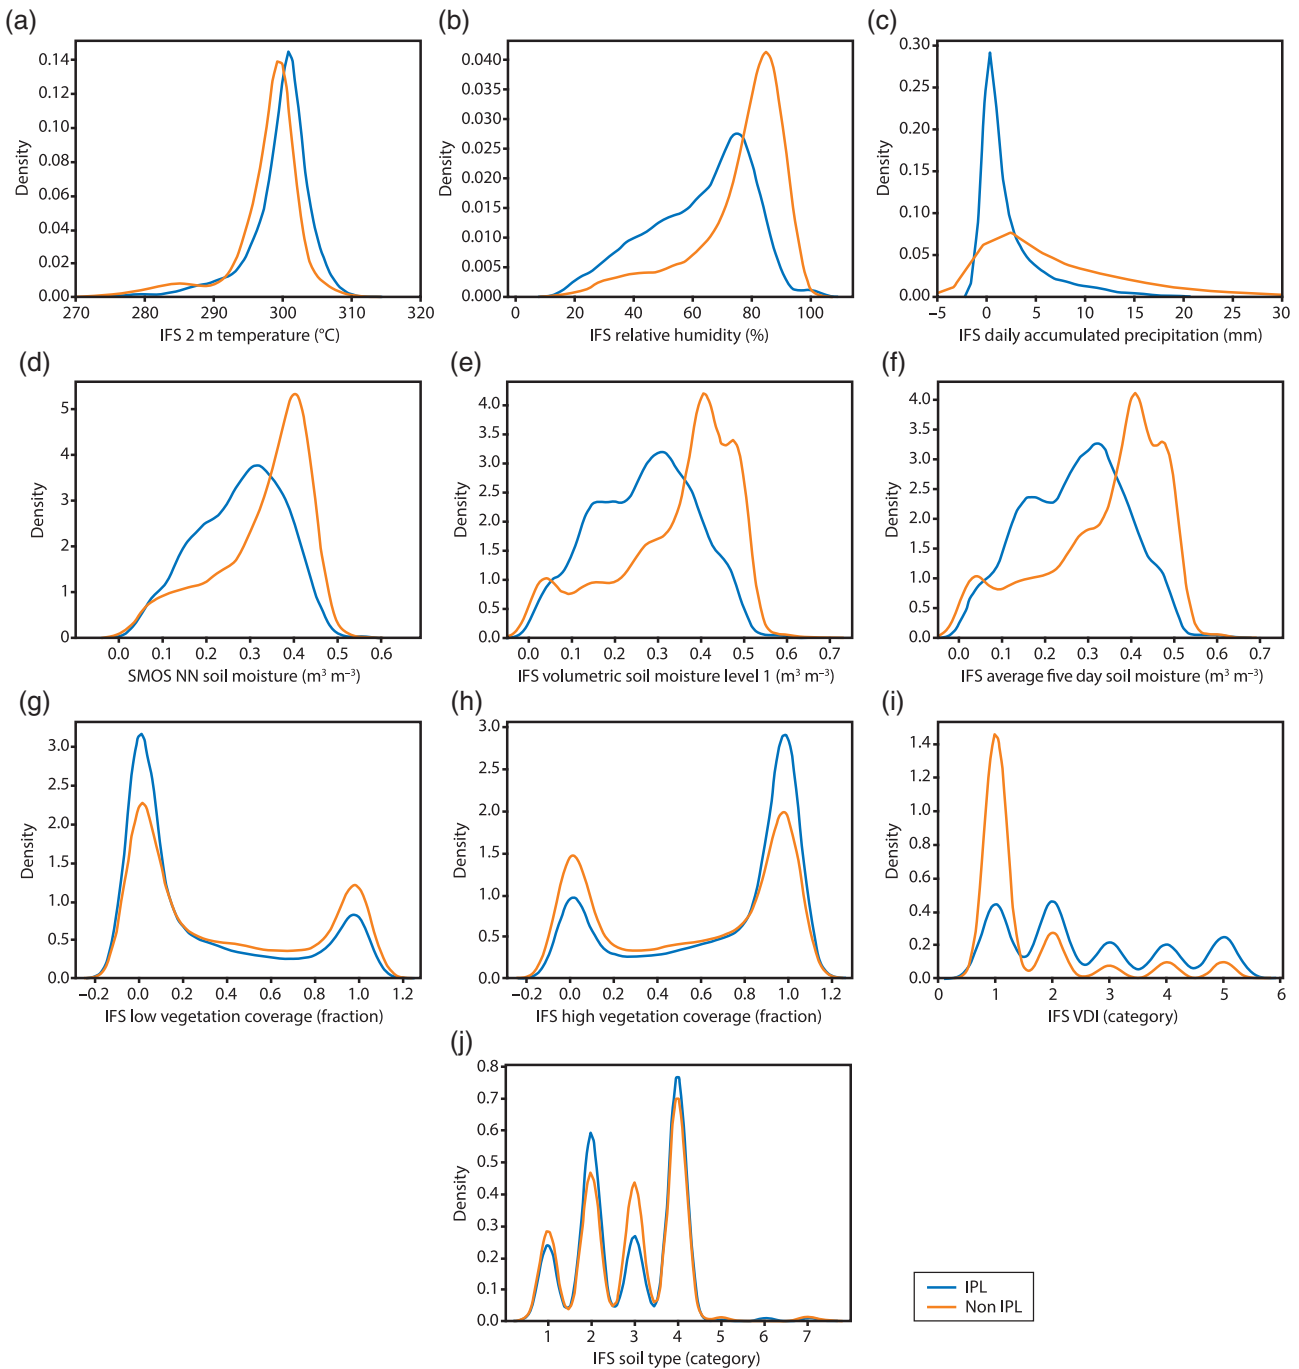 (a)
0.14
0.12
0.10
0.08
0.06
0.04
0.02
0.00
Density
270 280 290 300 310 320
IFS 2 m temperature (°C)
(b)
0.040
0.035
0.030
0.025
0.020
0.015
0.010
0.005
0.000
Density
0 20 40 60 80 100
IFS relative humidity (%)
(c)
0.30
0.25
0.20
0.15
0.10
0.05
0.00
Density
−5 0 5 10 15 20 25 30
IFS daily accumulated precipitation (mm)
(d)
5
4
3
2
1
0
Density
0.0 0.1 0.2 0.3 0.4 0.5 0.6
SMOS NN soil moisture (m³ m⁻³)
(e)
4.0
3.5
3.0
2.5
2.0
1.5
1.0
0.5
0.0
Density
0.0 0.1 0.2 0.3 0.4 0.5 0.6 0.7
IFS volumetric soil moisture level 1 (m³ m⁻³)
(f)
4.0
3.5
3.0
2.5
2.0
1.5
1.0
0.5
0.0
Density
0.0 0.1 0.2 0.3 0.4 0.5 0.6 0.7
IFS average five day soil moisture (m³ m⁻³)
(g)
3.0
2.5
2.0
1.5
1.0
0.5
0.0
Density
−0.2 0.0 0.2 0.4 0.6 0.8 1.0 1.2
IFS low vegetation coverage (fraction)
(h)
3.0
2.5
2.0
1.5
1.0
0.5
0.0
Density
−0.2 0.0 0.2 0.4 0.6 0.8 1.0 1.2
IFS high vegetation coverage (fraction)
(i)
1.4
1.2
1.0
0.8
0.6
0.4
0.2
0.0
Density
0 1 2 3 4 5 6
IFS VDI (category)
(j)
0.8
0.7
0.6
0.5
0.4
0.3
0.2
0.1
0.0
Density
1 2 3 4 5 6 7
IFS soil type (category)
IPL
Non IPL